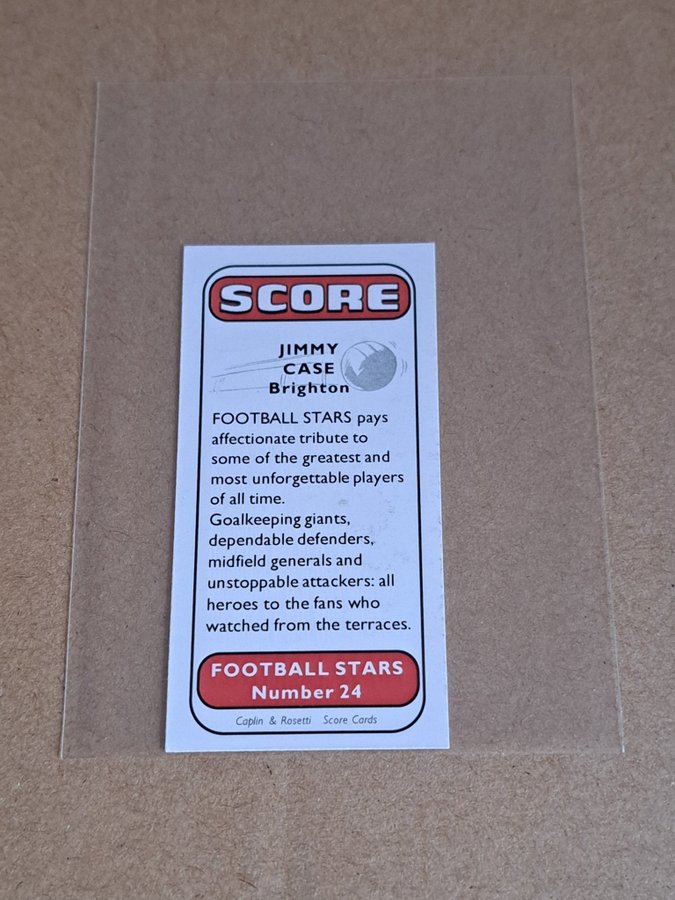 SCORE
JIMMY
CASE
Brighton
FOOTBALL STARS pays
affectionate tribute to
some of the greatest and
most unforgettable players
of all time.
Goalkeeping giants,
dependable defenders,
midfield generals and
unstoppable attackers: all
heroes to the fans who
watched from the terraces.
FOOTBALL STARS
Number 24
Caplin & Rosetti Score Cards